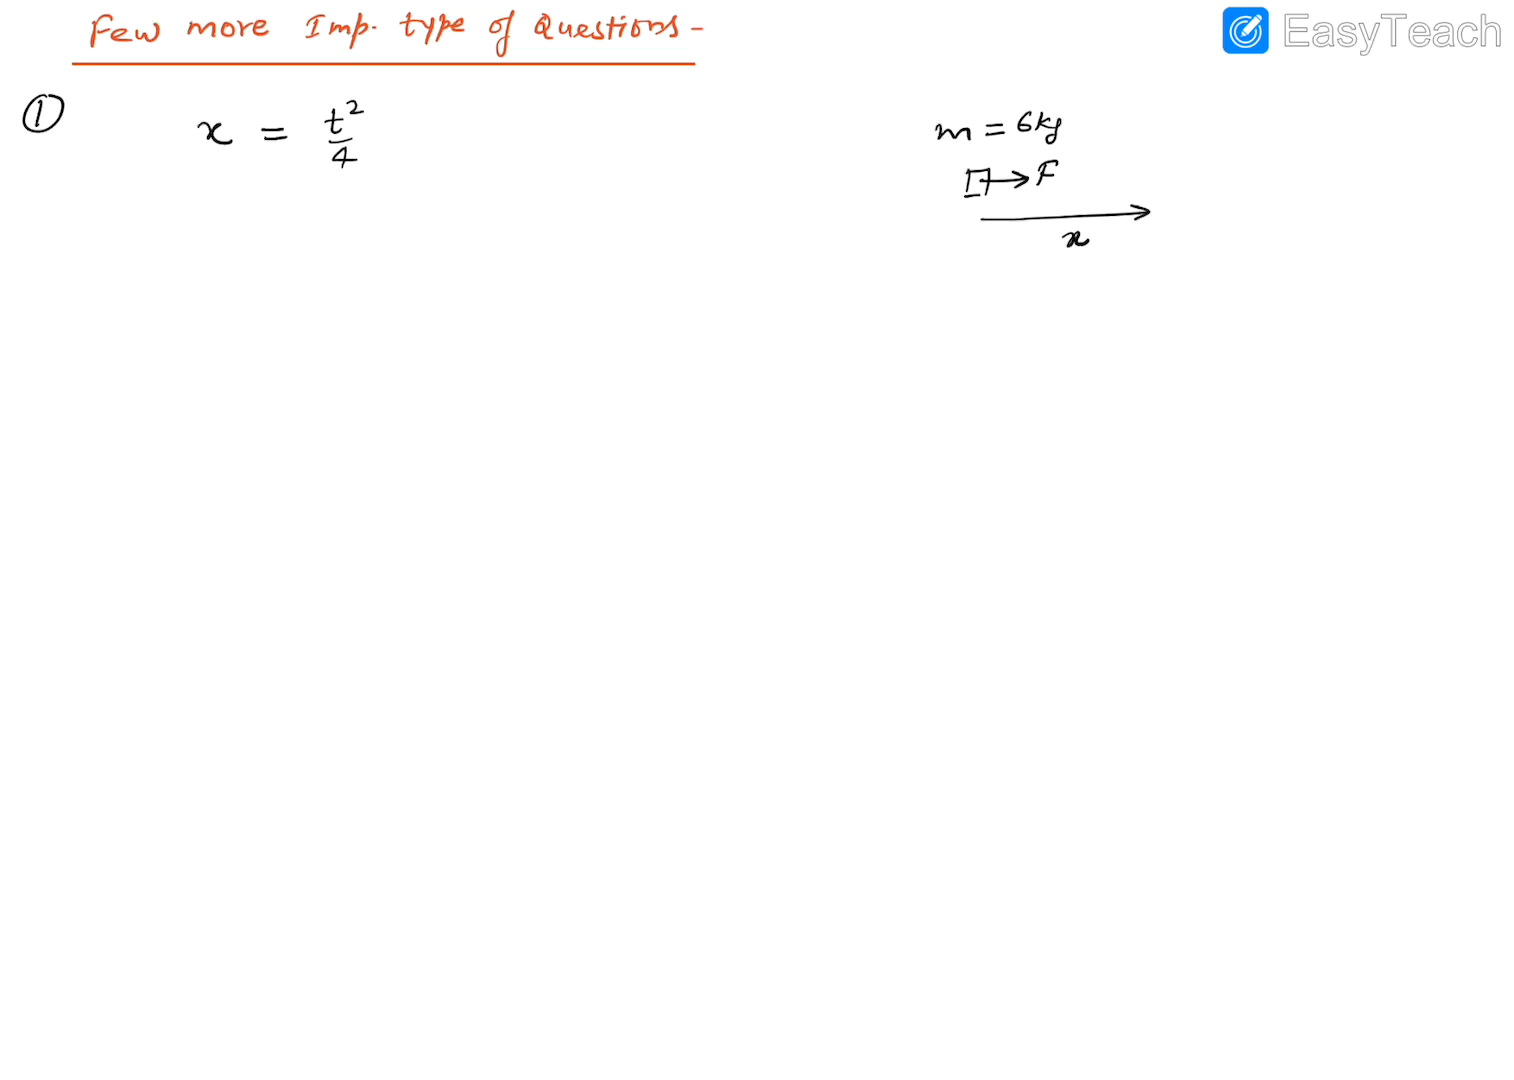 Few more Imp. type of Questions -
EasyTeach
① x = t²/4
m = 6kg
F
x